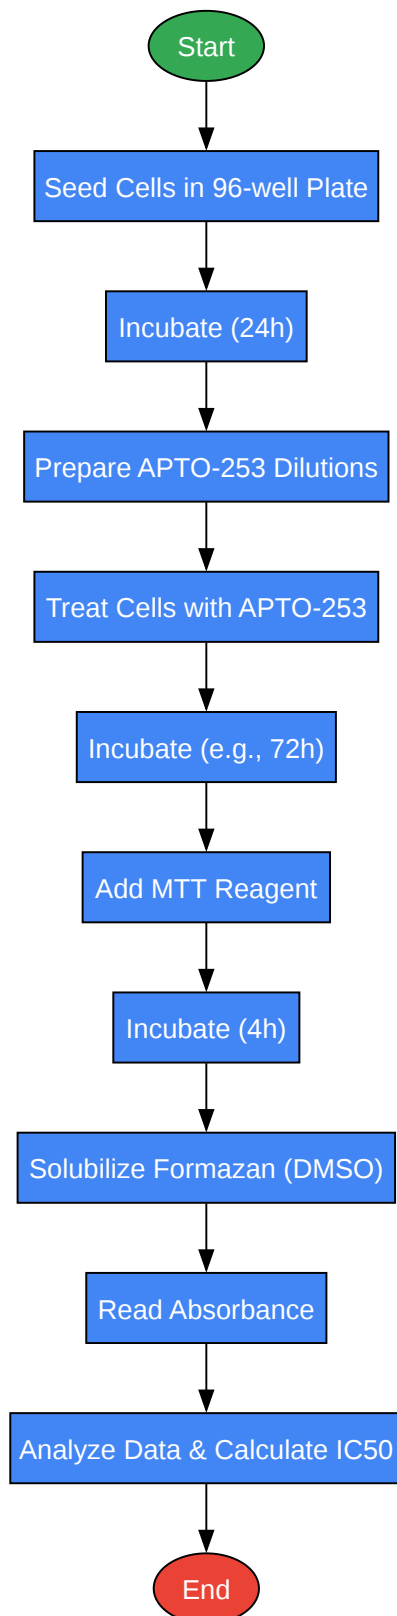 Start
Seed Cells in 96-well Plate
Incubate (24h)
Prepare APTO-253 Dilutions
Treat Cells with APTO-253
Incubate (e.g., 72h)
Add MTT Reagent
Incubate (4h)
Solubilize Formazan (DMSO)
Read Absorbance
Analyze Data & Calculate IC50
End